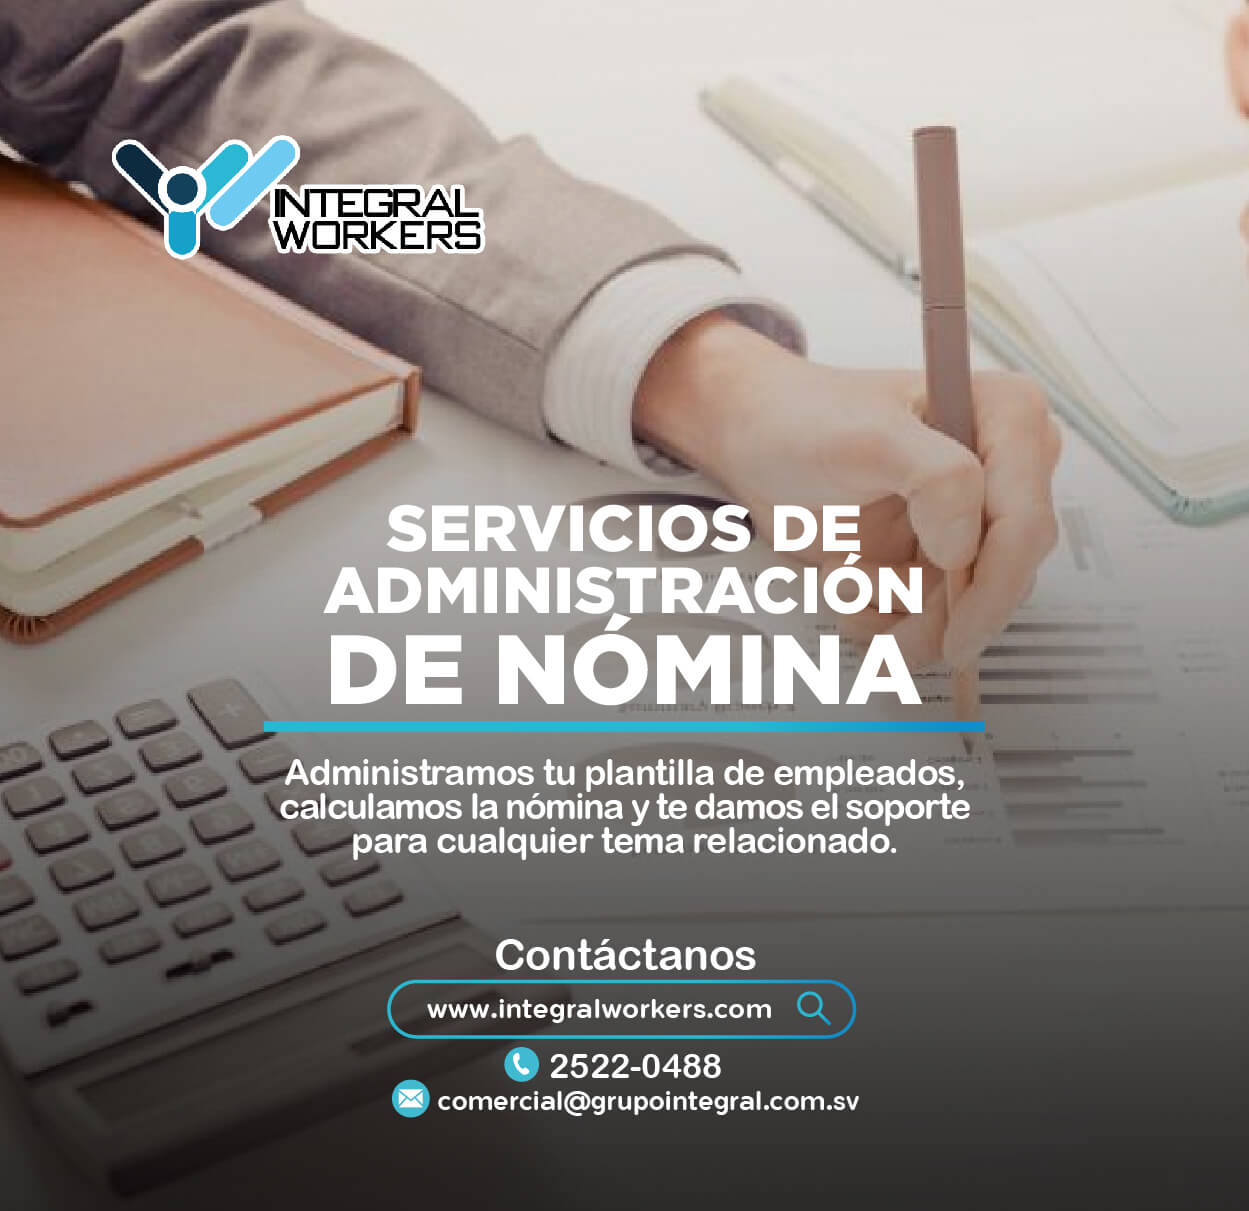 INTEGRAL
WORKERS
SERVICIOS DE
ADMINISTRACIÓN
DE NÓMINA
Administramos tu plantilla de empleados,
calculamos la nómina y te damos el soporte
para cualquier tema relacionado.
Contáctanos
www.integralworkers.com
2522-0488
comercial@grupointegral.com.sv